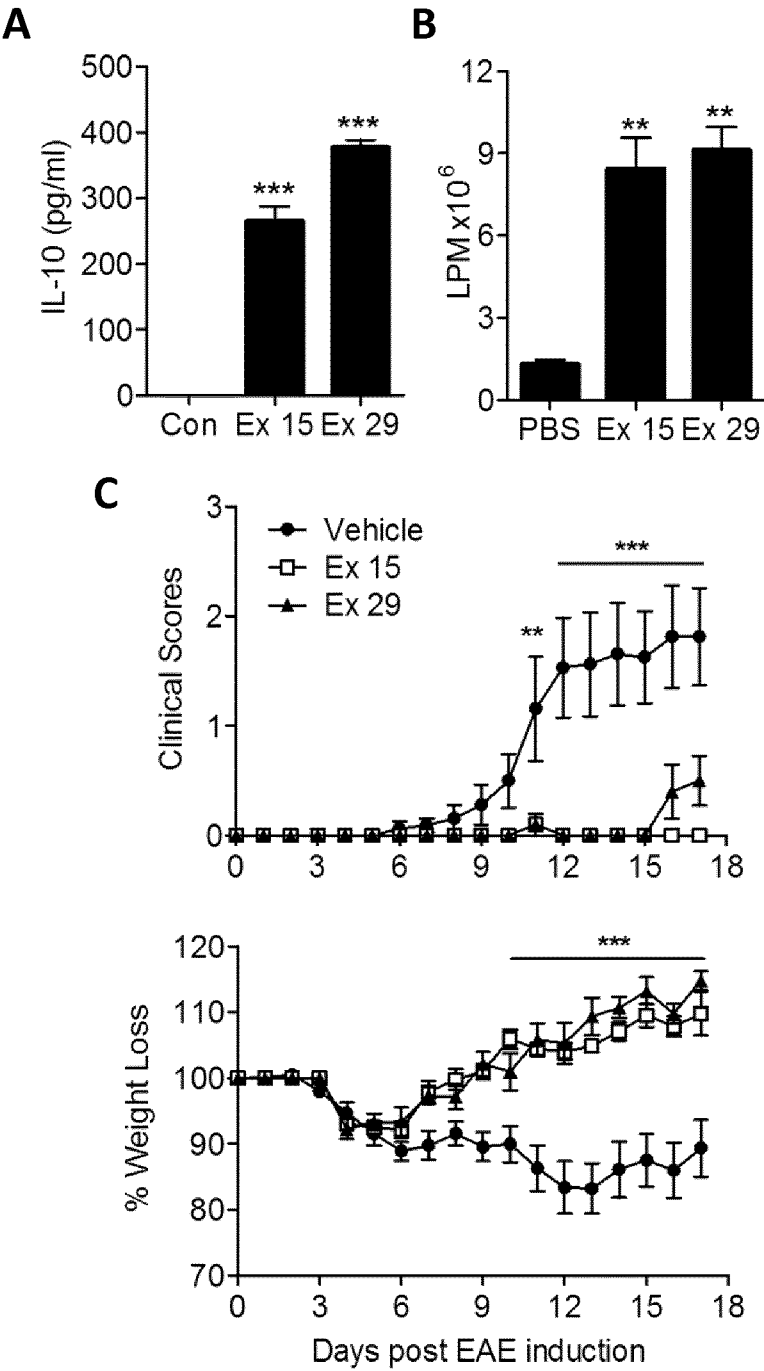 A
IL-10 (pg/ml)
500
400
300
200
100
0
***
***
Con Ex 15 Ex 29
B
LPM x10⁶
12
9
6
3
0
**
**
PBS Ex 15 Ex 29
C
Clinical Scores
3
2
1
0
Vehicle
Ex 15
Ex 29
**
***
0 3 6 9 12 15 18
% Weight Loss
120
110
100
90
80
70
***
0 3 6 9 12 15 18
Days post EAE induction